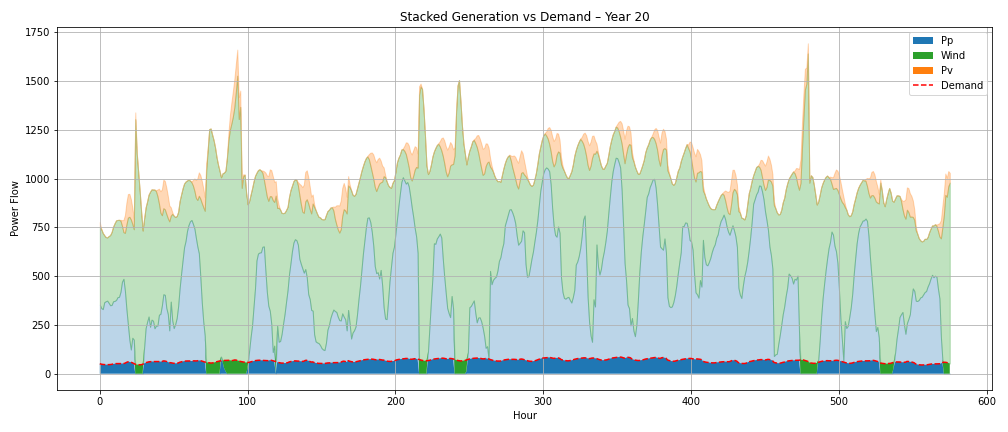 Stacked Generation vs Demand – Year 20
Power Flow
1750
1500
1250
1000
750
500
250
0
0 100 200 300 400 500 600
Hour
Pp
Wind
Pv
Demand